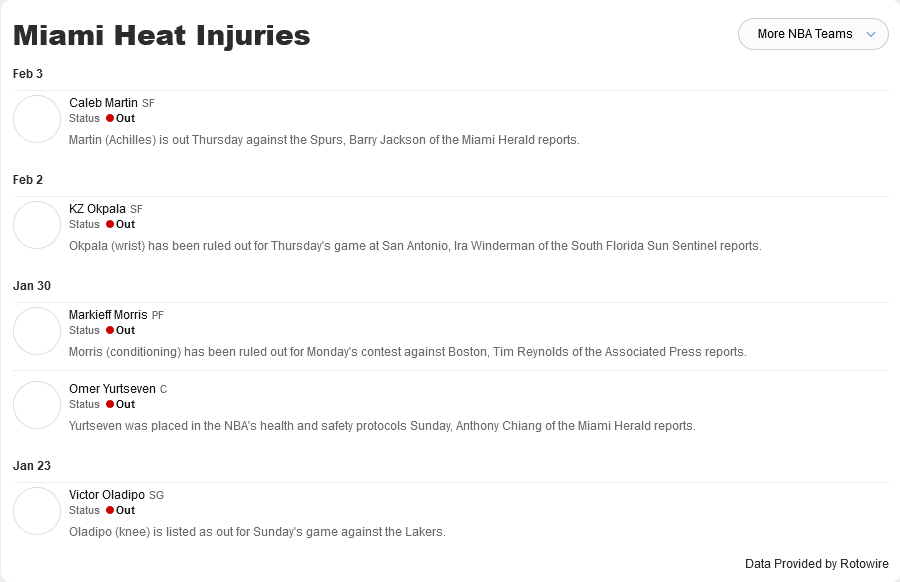 Miami Heat Injuries
More NBA Teams
Feb 3
Caleb Martin SF
Status Out
Martin (Achilles) is out Thursday against the Spurs, Barry Jackson of the Miami Herald reports.
Feb 2
KZ Okpala SF
Status Out
Okpala (wrist) has been ruled out for Thursday's game at San Antonio, Ira Winderman of the South Florida Sun Sentinel reports.
Jan 30
Markieff Morris PF
Status Out
Morris (conditioning) has been ruled out for Monday's contest against Boston, Tim Reynolds of the Associated Press reports.
Omer Yurtseven C
Status Out
Yurtseven was placed in the NBA's health and safety protocols Sunday, Anthony Chiang of the Miami Herald reports.
Jan 23
Victor Oladipo SG
Status Out
Oladipo (knee) is listed as out for Sunday's game against the Lakers.
Data Provided by Rotowire